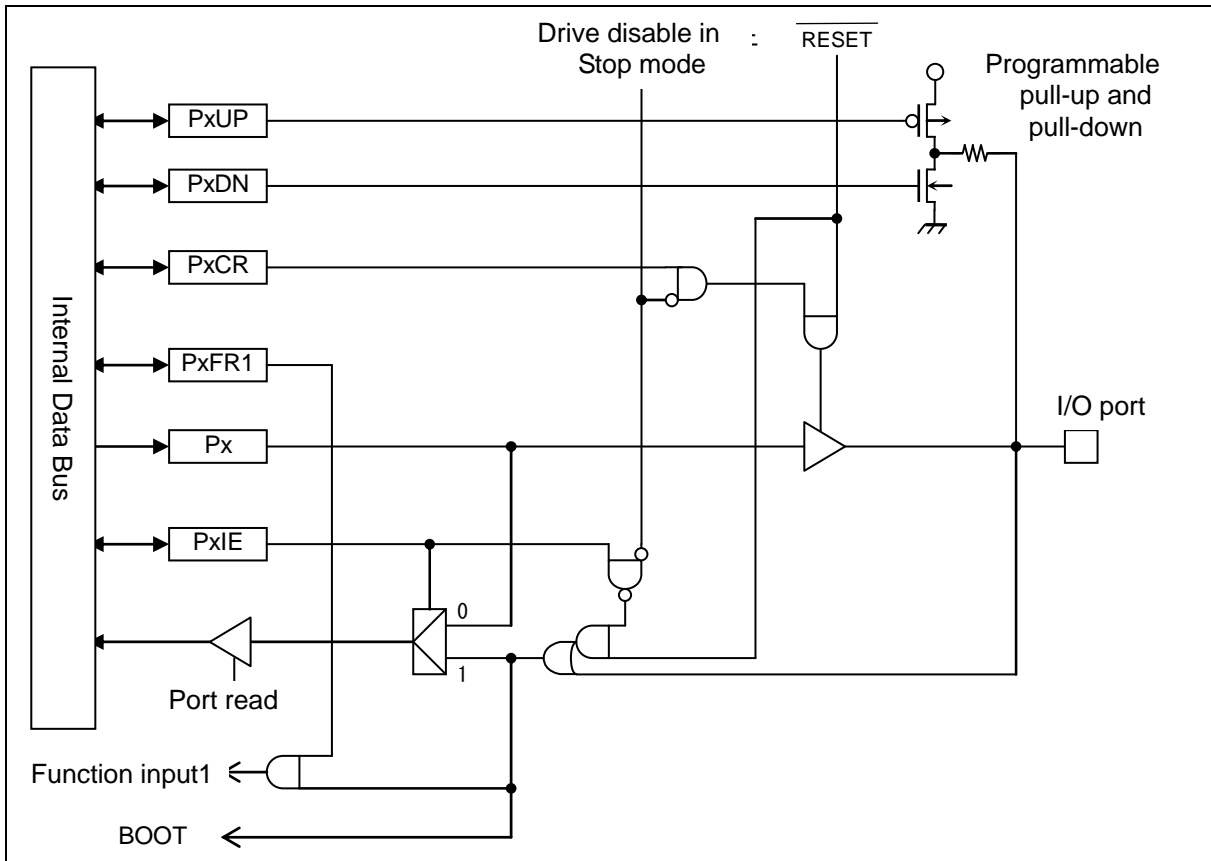 Drive disable in
Stop mode
:
RESET
Programmable
pull-up and
pull-down
PxUP
PxDN
PxCR
PxFR1
Px
PxIE
Internal Data Bus
I/O port
0
1
Port read
Function input1
BOOT